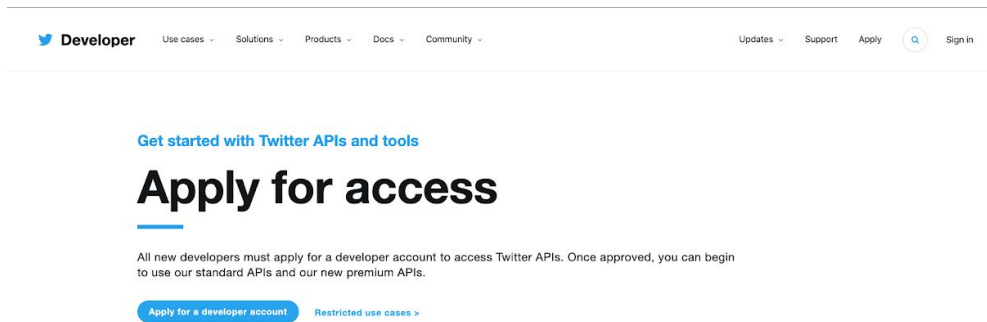 Developer Use cases Solutions Products Docs Community Updates Support Apply Sign in
Get started with Twitter APIs and tools
Apply for access
All new developers must apply for a developer account to access Twitter APIs. Once approved, you can begin
to use our standard APIs and our new premium APIs.
Apply for a developer account Restricted use cases >